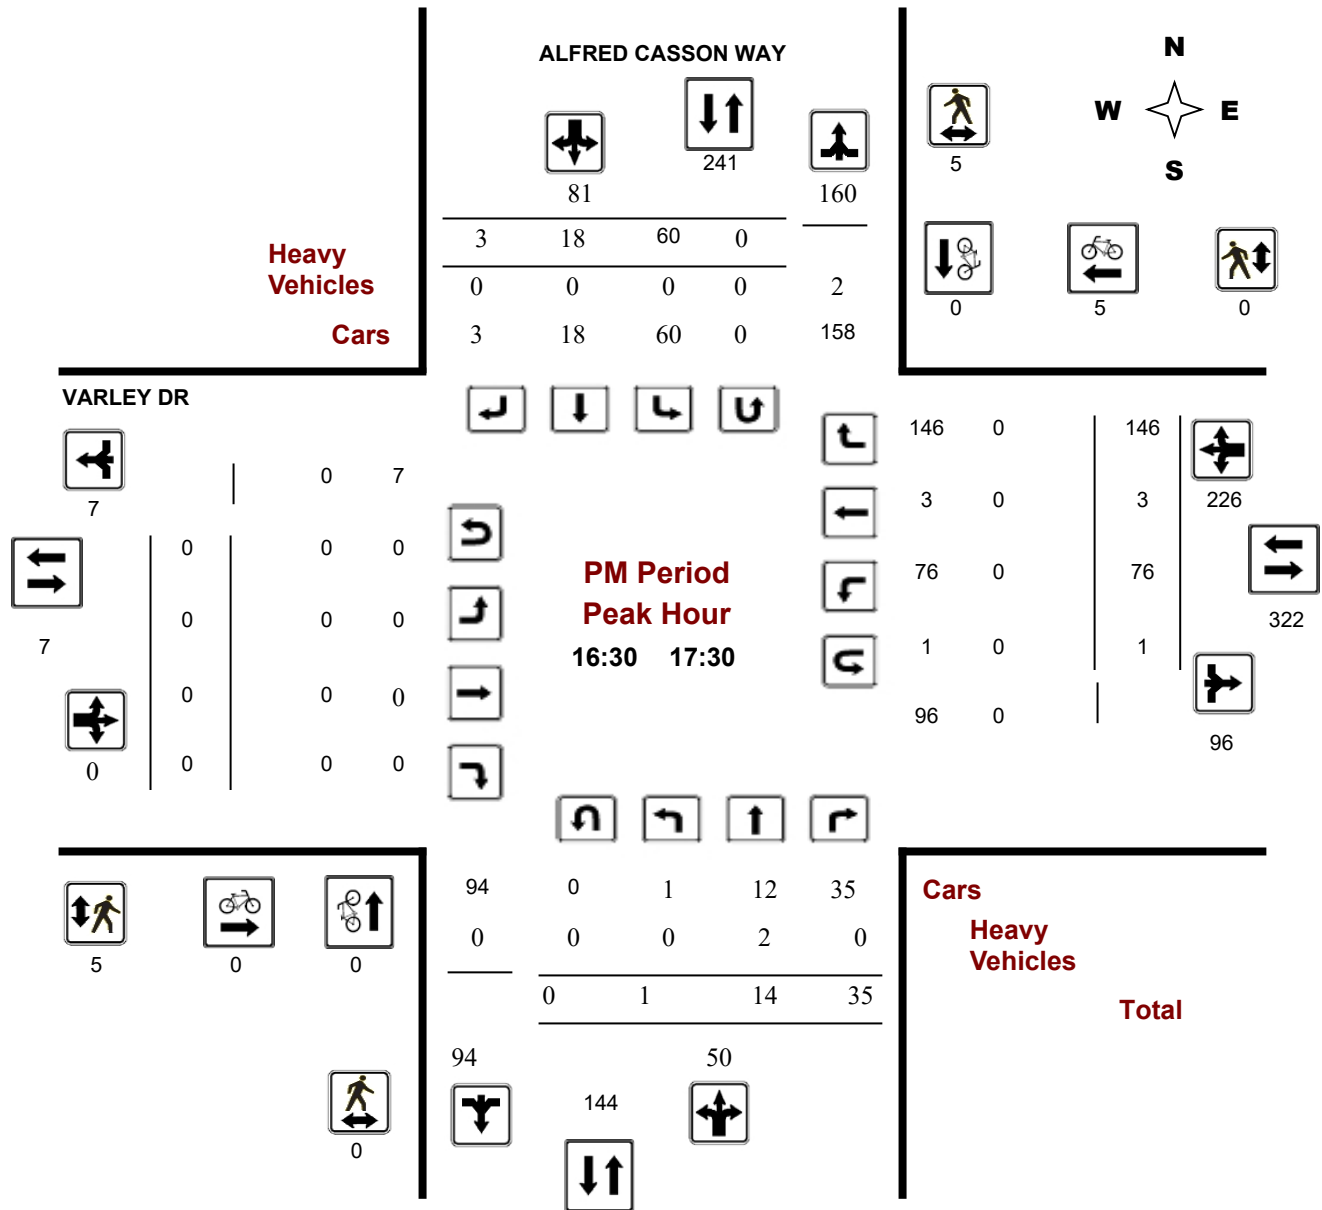 ALFRED CASSON WAY
N
W E
S
241
5
81
160
3 18 60 0
Heavy
Vehicles
0 0 0 0 2
0 5 0
Cars
3 18 60 0 158
VARLEY DR
146 0 146
0 7
7
3 0 3
226
0 0 0
PM Period
76 0 76
Peak Hour
0 0 0
322
7
16:30 17:30
1 0 1
0 0 0
96 0
96
0
0 0 0
94 0 1 12 35
Cars
0 0 0 2 0
Heavy
Vehicles
5 0 0
0 1 14 35
Total
94 50
144
0